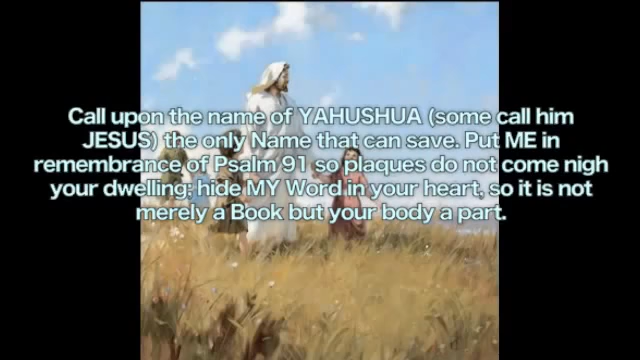 Call upon the name of YAHUSHUA (some call him
JESUS) the only Name that can save. Put ME in
remembrance of Psalm 91 so plaques do not come nigh
your dwelling; hide MY Word in your heart, so it is not
merely a Book but your body a part.